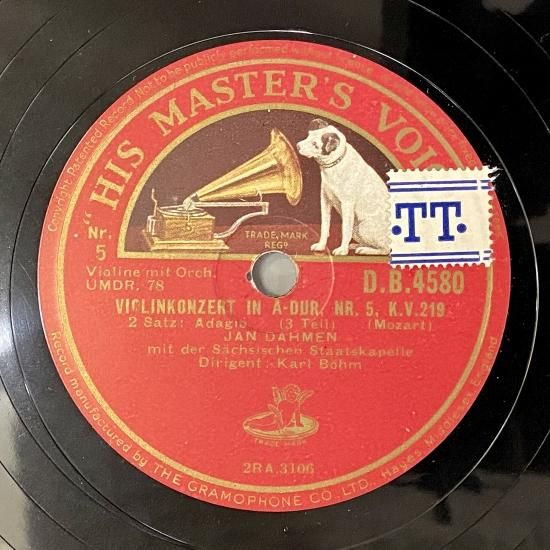 Copyright Patented Record Not to be publicly performed without
"HIS MASTER'S VOIC
TRADE MARK
REGD
·TT·
Nr.
5
Violine mit Orch.
UMDR. 78
D.B.4580
VIOLINKONZERT IN A-DUR, NR. 5, K.V.219
2 Satz: Adagio (3 Teil) (Mozart)
JAN DAHMEN
mit der Sächsischen Staatskapelle
Dirigent: Karl Böhm
TRADE MARK
2RA.3106
Record manufactured by THE GRAMOPHONE CO., LTD., Hayes, Middlesex, England